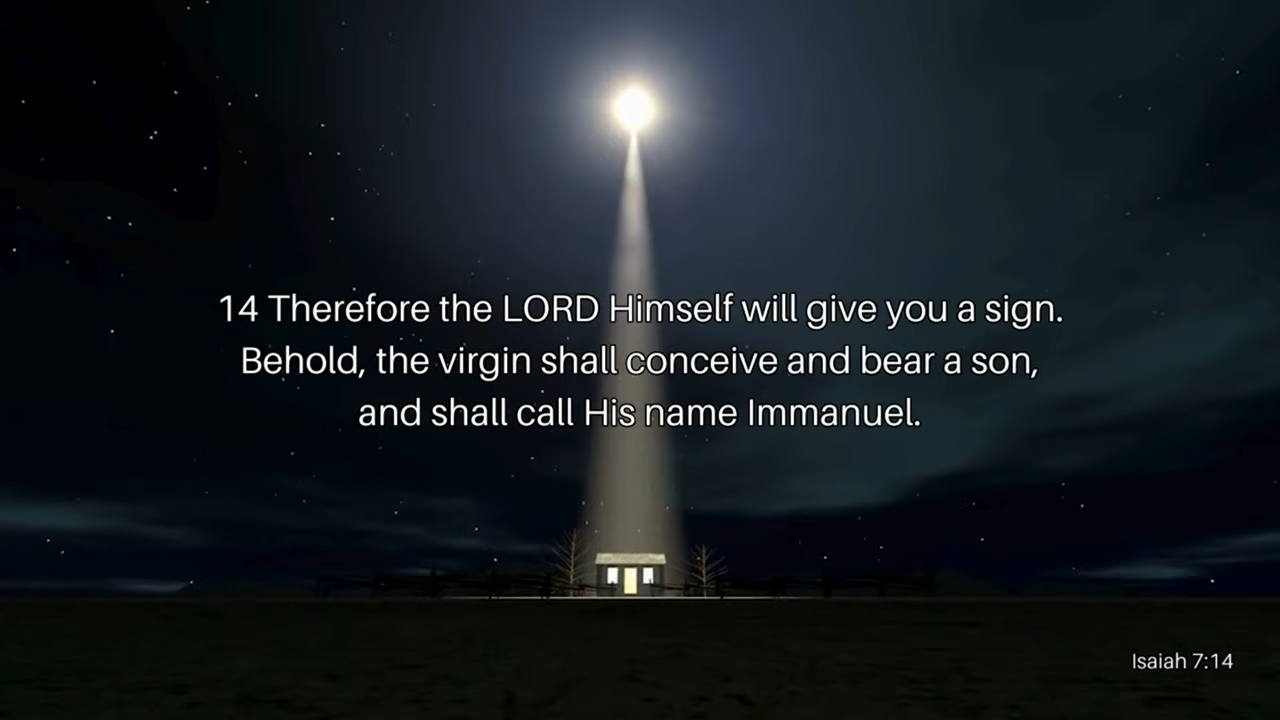 14 Therefore the LORD Himself will give you a sign.
Behold, the virgin shall conceive and bear a son,
and shall call His name Immanuel.
Isaiah 7:14